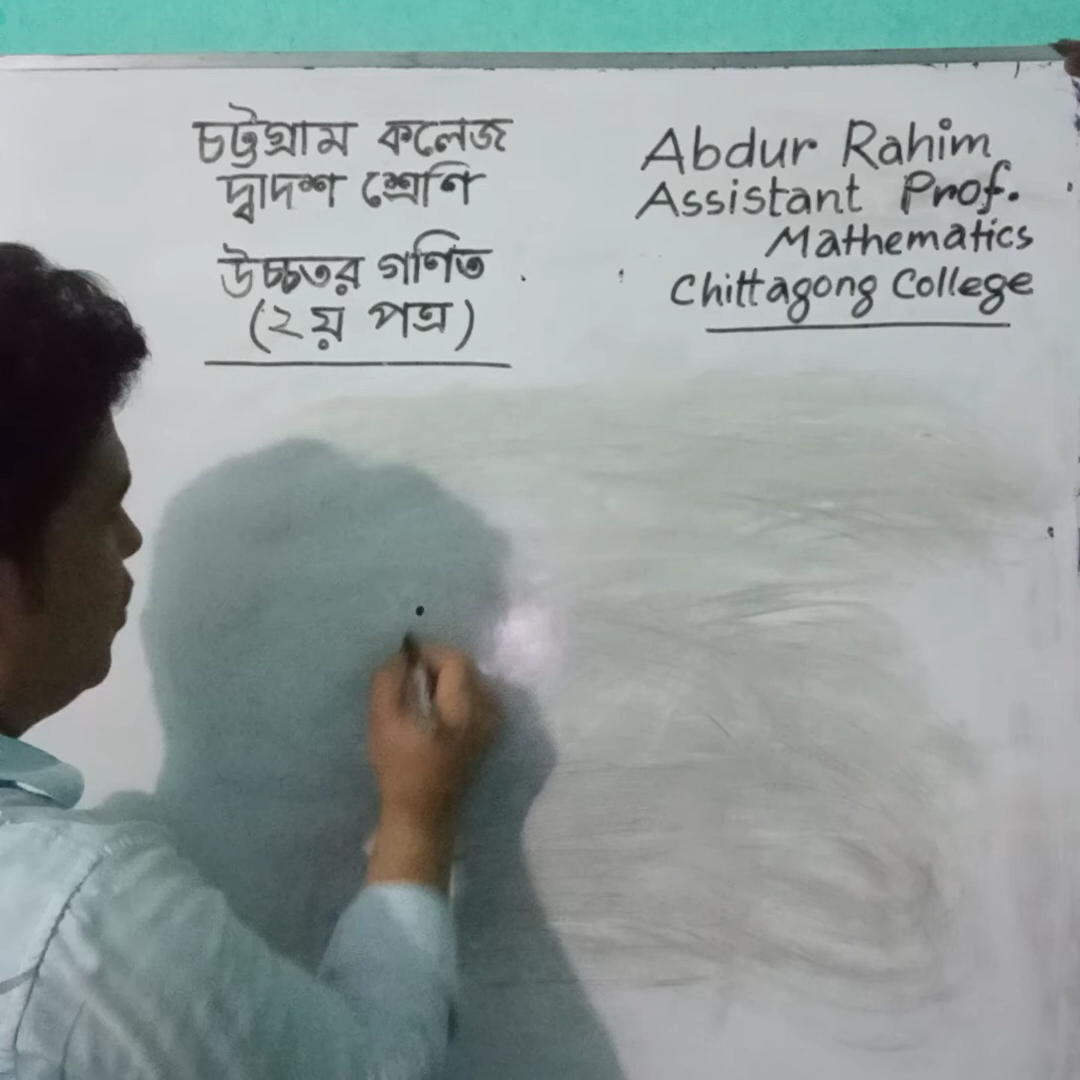 চট্টগ্রাম কলেজ
দ্বাদশ শ্রেণি
উচ্চতর গণিত
(২য় পত্র)
Abdur Rahim
Assistant Prof.
Mathematics
Chittagong College